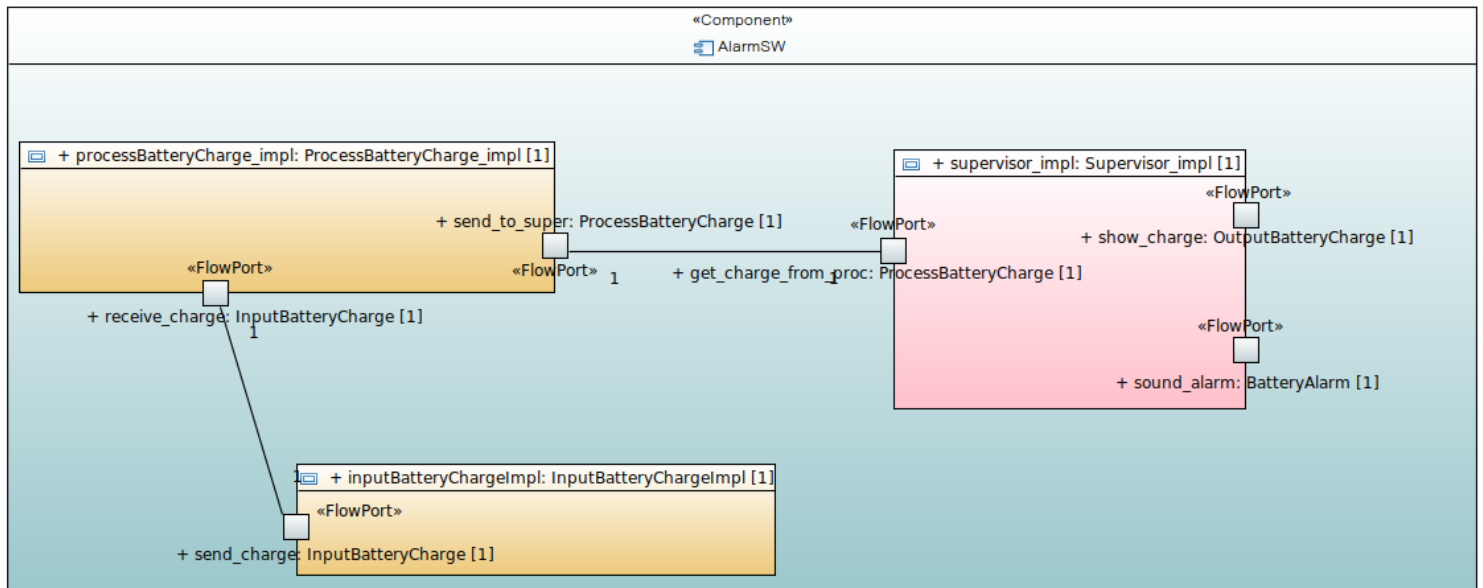 «Component»
AlarmSW
+ processBatteryCharge_impl: ProcessBatteryCharge_impl [1]
+ supervisor_impl: Supervisor_impl [1]
«FlowPort»
+ send_to_super: ProcessBatteryCharge [1]
«FlowPort»
+ show_charge: OutputBatteryCharge [1]
«FlowPort»
«FlowPort»
1
+ get_charge_from_proc: ProcessBatteryCharge [1]
1
+ receive_charge: InputBatteryCharge [1]
1
«FlowPort»
+ sound_alarm: BatteryAlarm [1]
1
+ inputBatteryChargeImpl: InputBatteryChargeImpl [1]
«FlowPort»
+ send_charge: InputBatteryCharge [1]